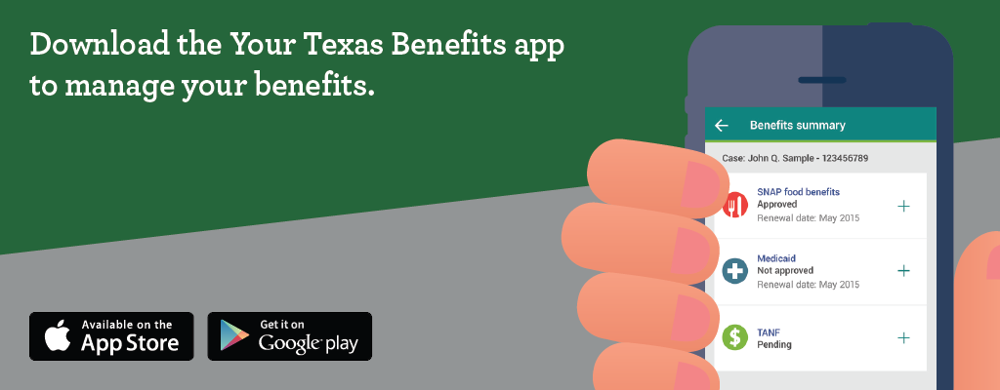 Download the Your Texas Benefits app
to manage your benefits.
Available on the
App Store
Get it on
Google play
Benefits summary
Case: John Q. Sample - 123456789
SNAP food benefits
Approved
Renewal date: May 2015
Medicaid
Not approved
Renewal date: May 2015
TANF
Pending